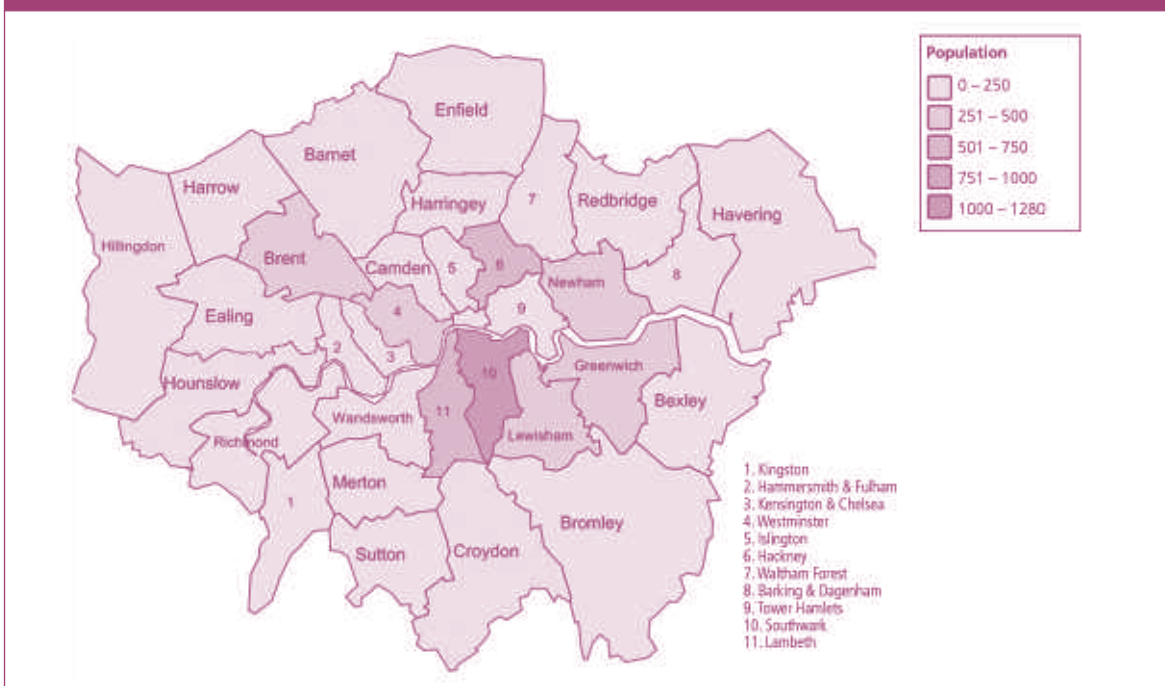 Population
0 – 250
251 – 500
501 – 750
751 – 1000
1000 – 1280
Enfield
Barnet
Harrow
Harringey
7
Redbridge
Havering
Hillingdon
Brent
Camden
5
6
Newham
8
Ealing
4
9
2
3
Greenwich
Hounslow
10
Bexley
Wandsworth
11
Lewisham
Richmond
Merton
1
Bromley
Sutton
Croydon
1. Kingston
2. Hammersmith & Fulham
3. Kensington & Chelsea
4. Westminster
5. Islington
6. Hackney
7. Waltham Forest
8. Barking & Dagenham
9. Tower Hamlets
10. Southwark
11. Lambeth